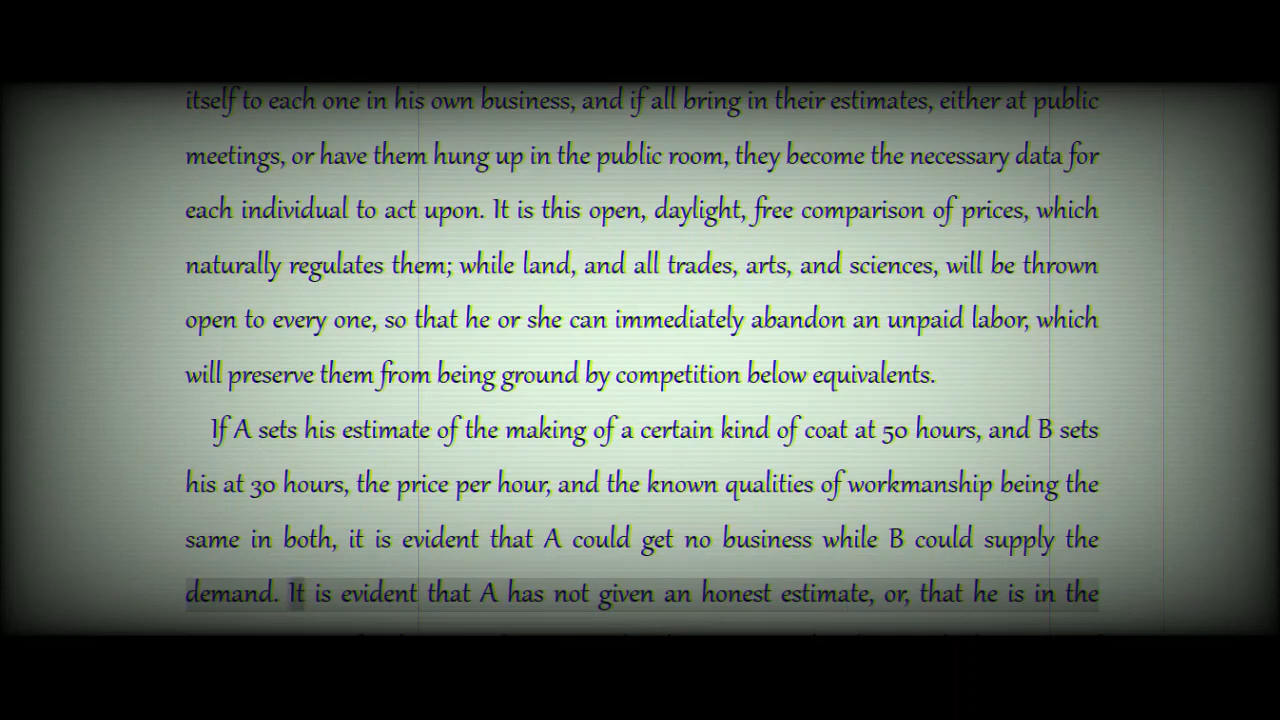 itself to each one in his own business, and if all bring in their estimates, either at public
meetings, or have them hung up in the public room, they become the necessary data for
each individual to act upon. It is this open, daylight, free comparison of prices, which
naturally regulates them; while land, and all trades, arts, and sciences, will be thrown
open to every one, so that he or she can immediately abandon an unpaid labor, which
will preserve them from being ground by competition below equivalents.
If A sets his estimate of the making of a certain kind of coat at 50 hours, and B sets
his at 30 hours, the price per hour, and the known qualities of workmanship being the
same in both, it is evident that A could get no business while B could supply the
demand. It is evident that A has not given an honest estimate, or, that he is in the